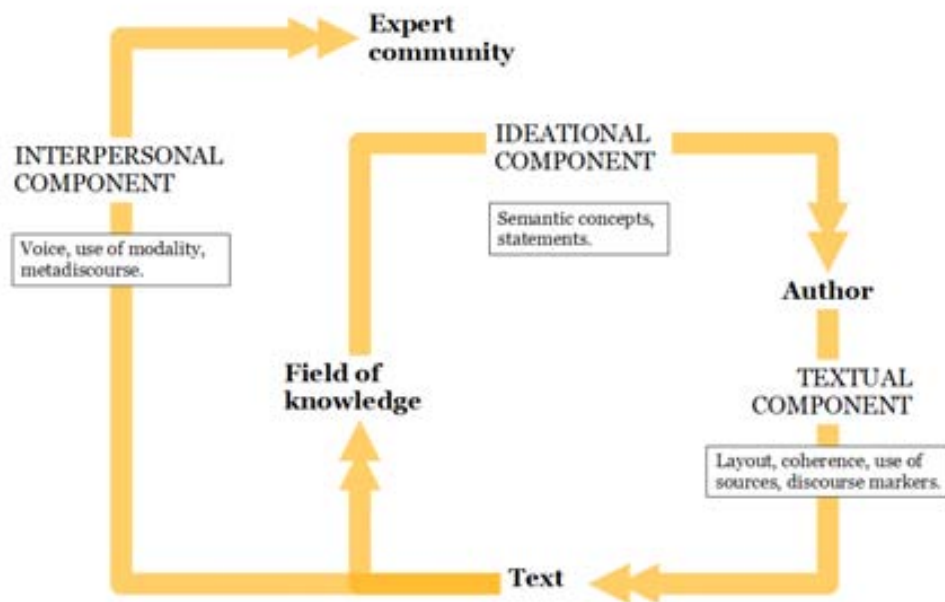 Expert
community
IDEATIONAL
COMPONENT
INTERPERSONAL
COMPONENT
Semantic concepts,
statements.
Voice, use of modality,
metadiscourse.
Author
Field of
knowledge
TEXTUAL
COMPONENT
Layout, coherence, use of
sources, discourse markers.
Text